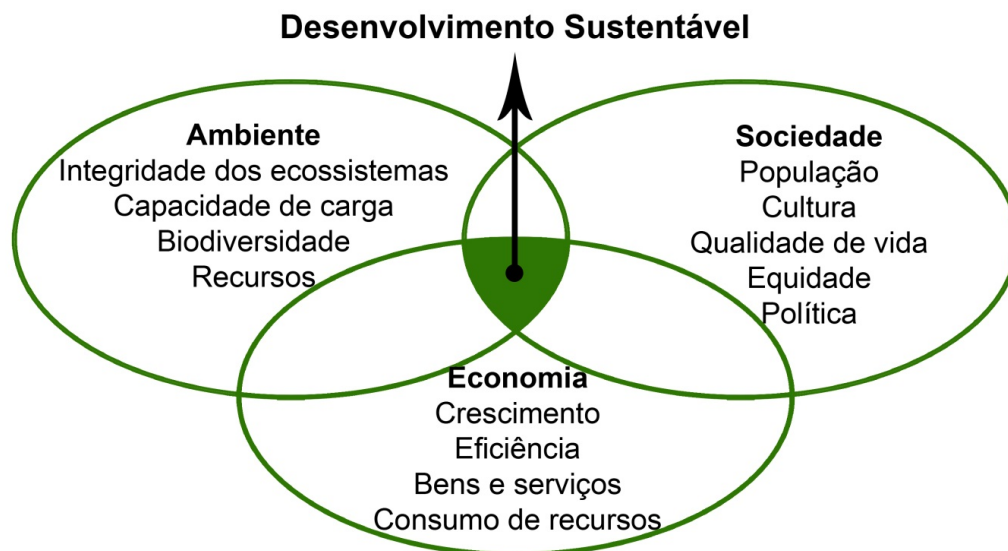 Desenvolvimento Sustentável
Ambiente
Integridade dos ecossistemas
Capacidade de carga
Biodiversidade
Recursos
Sociedade
População
Cultura
Qualidade de vida
Equidade
Política
Economia
Crescimento
Eficiência
Bens e serviços
Consumo de recursos